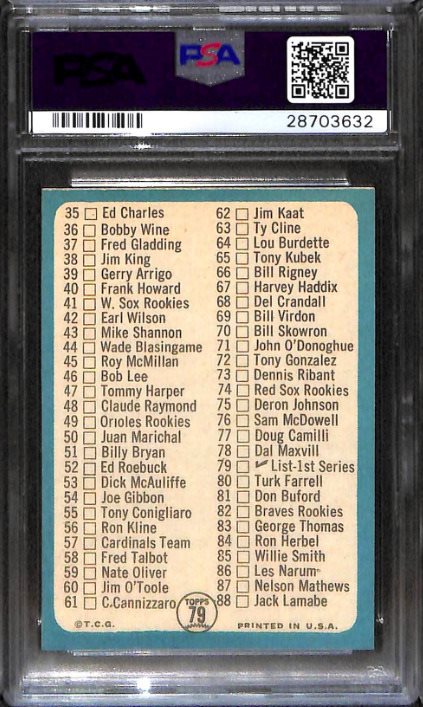 PSA
PSA
28703632
35 Ed Charles
36 Bobby Wine
37 Fred Gladding
38 Jim King
39 Gerry Arrigo
40 Frank Howard
41 W. Sox Rookies
42 Earl Wilson
43 Mike Shannon
44 Wade Blasingame
45 Roy McMillan
46 Bob Lee
47 Tommy Harper
48 Claude Raymond
49 Orioles Rookies
50 Juan Marichal
51 Billy Bryan
52 Ed Roebuck
53 Dick McAuliffe
54 Joe Gibbon
55 Tony Conigliaro
56 Ron Kline
57 Cardinals Team
58 Fred Talbot
59 Nate Oliver
60 Jim O'Toole
61 C.Cannizzaro
62 Jim Kaat
63 Ty Cline
64 Lou Burdette
65 Tony Kubek
66 Bill Rigney
67 Harvey Haddix
68 Del Crandall
69 Bill Virdon
70 Bill Skowron
71 John O'Donoghue
72 Tony Gonzalez
73 Dennis Ribant
74 Red Sox Rookies
75 Deron Johnson
76 Sam McDowell
77 Doug Camilli
78 Dal Maxvill
79 List-1st Series
80 Turk Farrell
81 Don Buford
82 Braves Rookies
83 George Thomas
84 Ron Herbel
85 Willie Smith
86 Les Narum
87 Nelson Mathews
88 Jack Lamabe
TOPPS
79
©T.C.G.
PRINTED IN U.S.A.